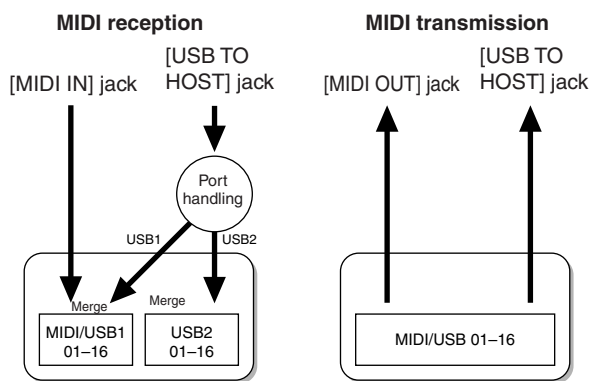 MIDI reception
[MIDI IN] jack
[USB TO
HOST] jack
Port
handling
USB1
USB2
Merge
Merge
MIDI/USB1
01–16
USB2
01–16
MIDI transmission
[MIDI OUT] jack
[USB TO
HOST] jack
MIDI/USB 01–16